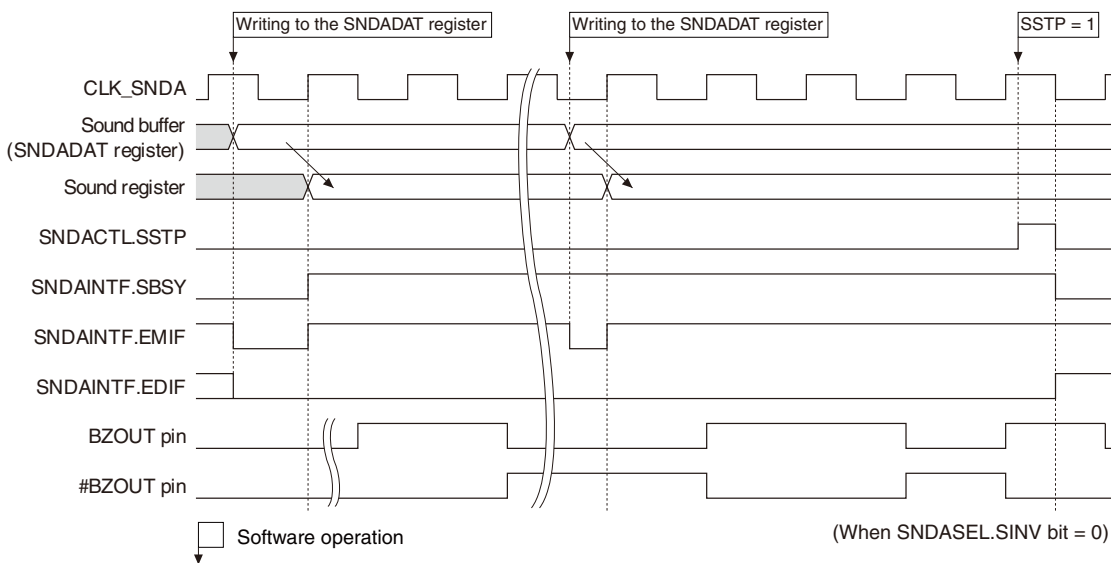 Writing to the SNDADAT register
Writing to the SNDADAT register
SSTP = 1
CLK_SNDA
Sound buffer
(SNDADAT register)
Sound register
SNDACTL.SSTP
SNDAINTF.SBSY
SNDAINTF.EMIF
SNDAINTF.EDIF
BZOUT pin
#BZOUT pin
Software operation
(When SNDASEL.SINV bit = 0)